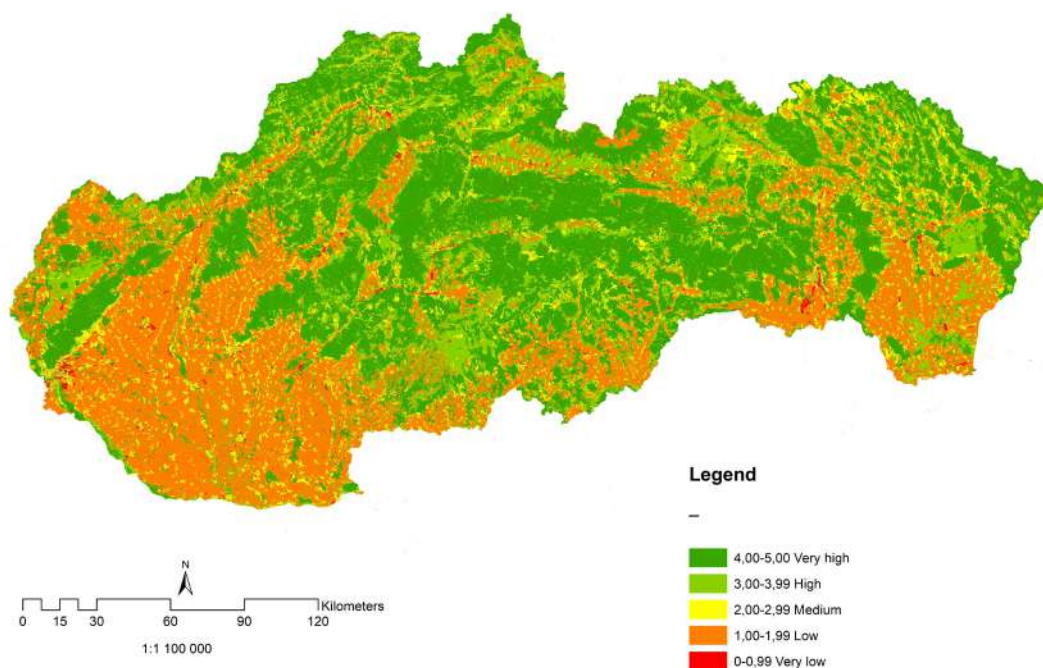 Legend
–
4,00-5,00 Very high
3,00-3,99 High
2,00-2,99 Medium
1,00-1,99 Low
0-0,99 Very low
N
Kilometers
0 15 30 60 90 120
1:1 100 000